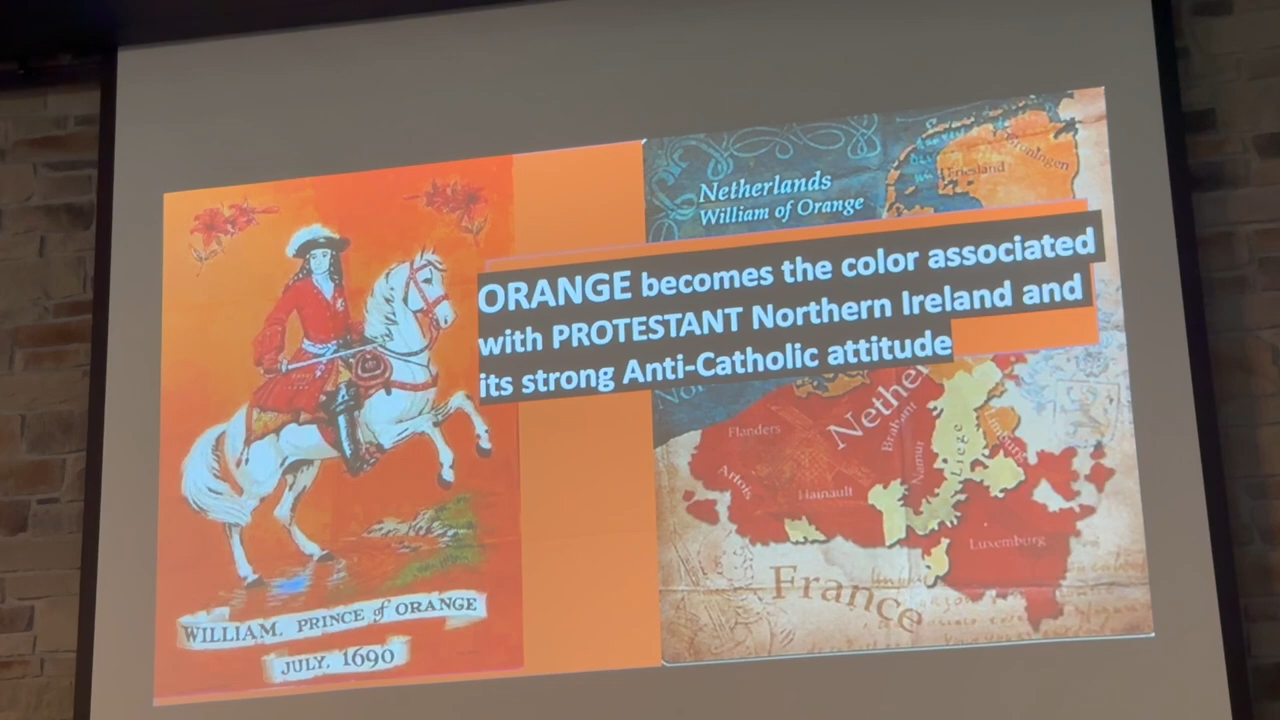 Netherlands
William of Orange
Groningen
Friesland
ORANGE becomes the color associated
with PROTESTANT Northern Ireland and
its strong Anti-Catholic attitude
Nether
Flanders
Brabant
Limburg
Liege
Namur
Artois
Hainault
Luxemburg
France
WILLIAM, PRINCE of ORANGE
JULY, 1690